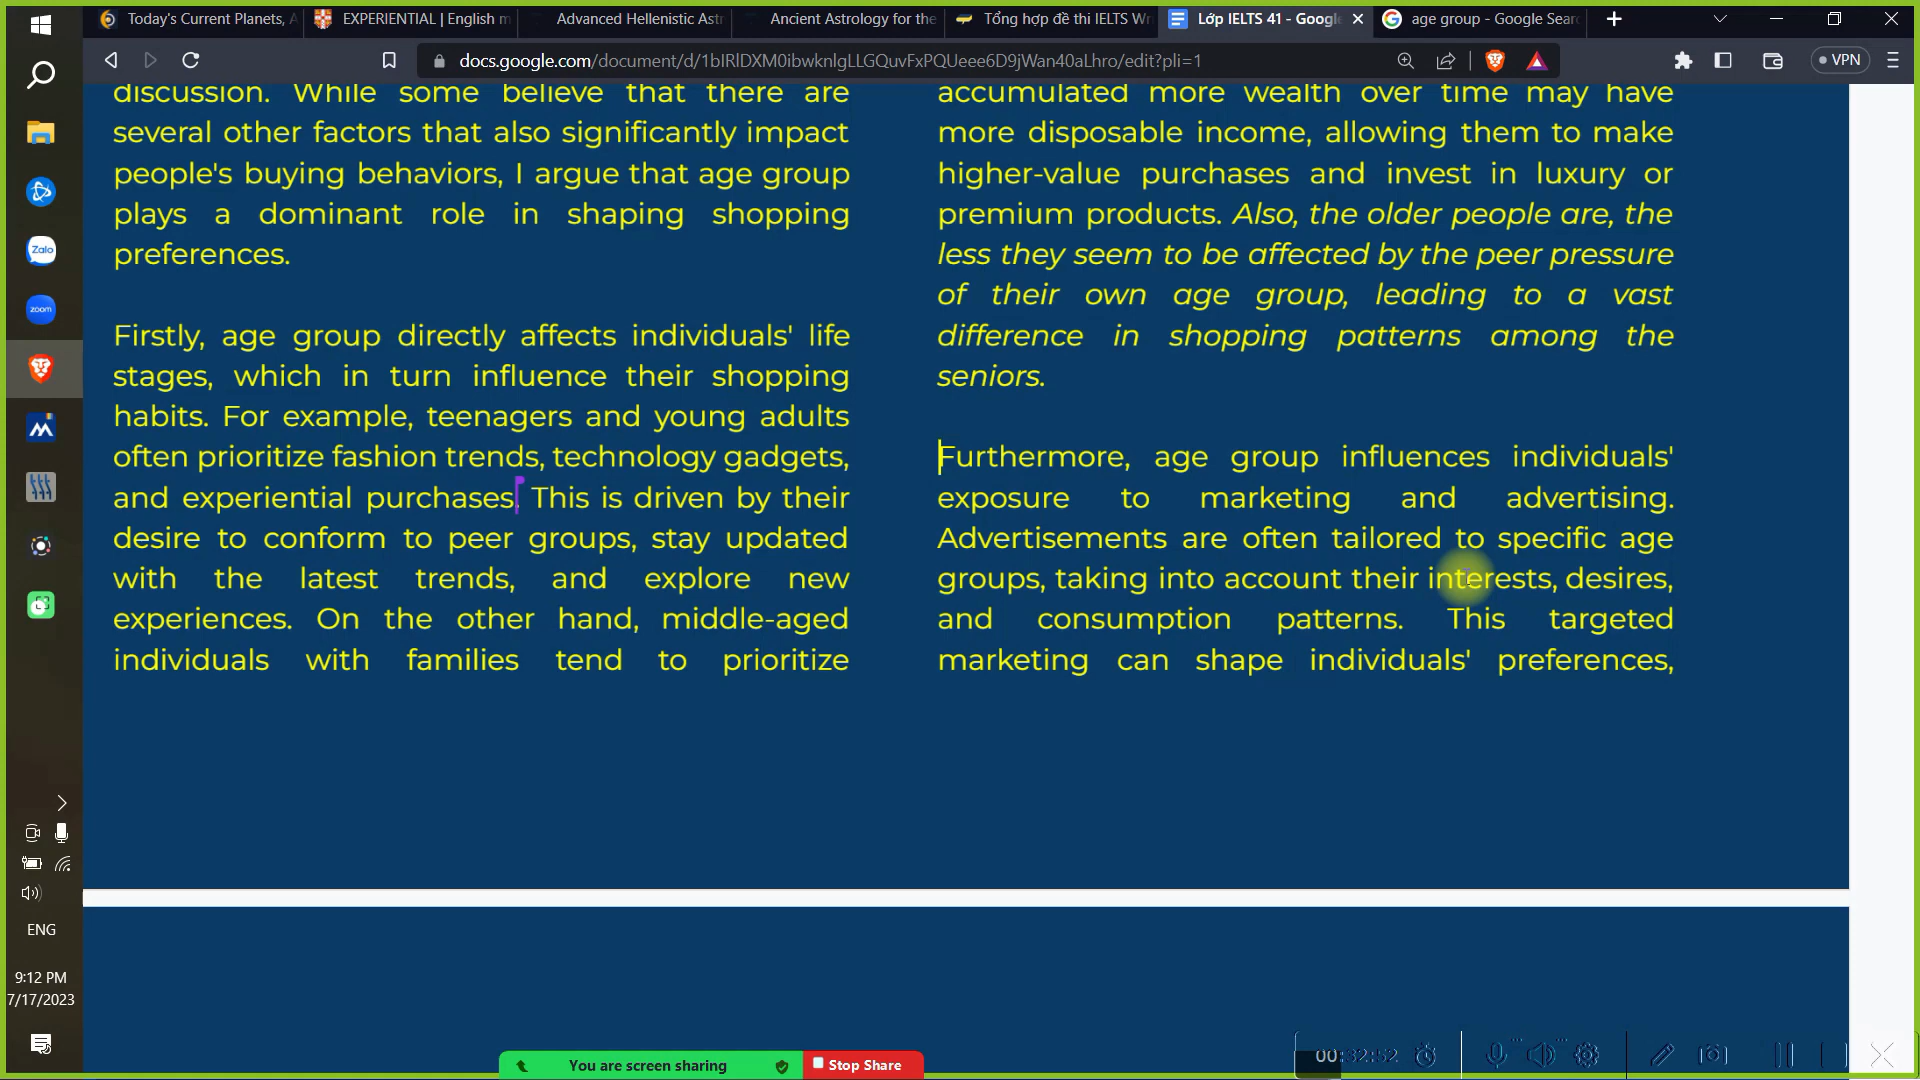 Today's Current Planets, A
EXPERIENTIAL | English m
Advanced Hellenistic Astr
Ancient Astrology for the
Tổng hợp đề thi IELTS Wr
Lớp IELTS 41 - Google
age group - Google Searc
docs.google.com/document/d/1bIRlDXM0ibwknlgLLGQuvFxPQUeee6D9jWan40aLhro/edit?pli=1
VPN
discussion. While some believe that there are
several other factors that also significantly impact
people's buying behaviors, I argue that age group
plays a dominant role in shaping shopping
preferences.
Firstly, age group directly affects individuals' life
stages, which in turn influence their shopping
habits. For example, teenagers and young adults
often prioritize fashion trends, technology gadgets,
and experiential purchases. This is driven by their
desire to conform to peer groups, stay updated
with the latest trends, and explore new
experiences. On the other hand, middle-aged
individuals with families tend to prioritize
accumulated more wealth over time may have
more disposable income, allowing them to make
higher-value purchases and invest in luxury or
premium products. Also, the older people are, the
less they seem to be affected by the peer pressure
of their own age group, leading to a vast
difference in shopping patterns among the
seniors.
Furthermore, age group influences individuals'
exposure to marketing and advertising.
Advertisements are often tailored to specific age
groups, taking into account their interests, desires,
and consumption patterns. This targeted
marketing can shape individuals' preferences,
Zalo
zoom
ENG
9:12 PM
7/17/2023
You are screen sharing
Stop Share
00:32:52